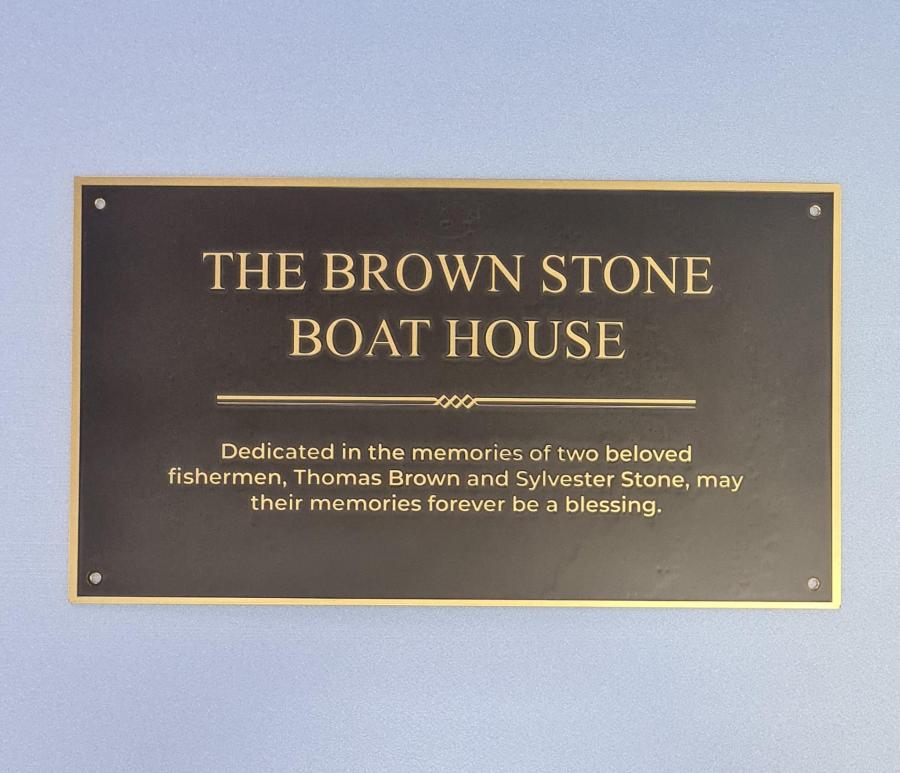 THE BROWN STONE
BOAT HOUSE
Dedicated in the memories of two beloved
fishermen, Thomas Brown and Sylvester Stone, may
their memories forever be a blessing.